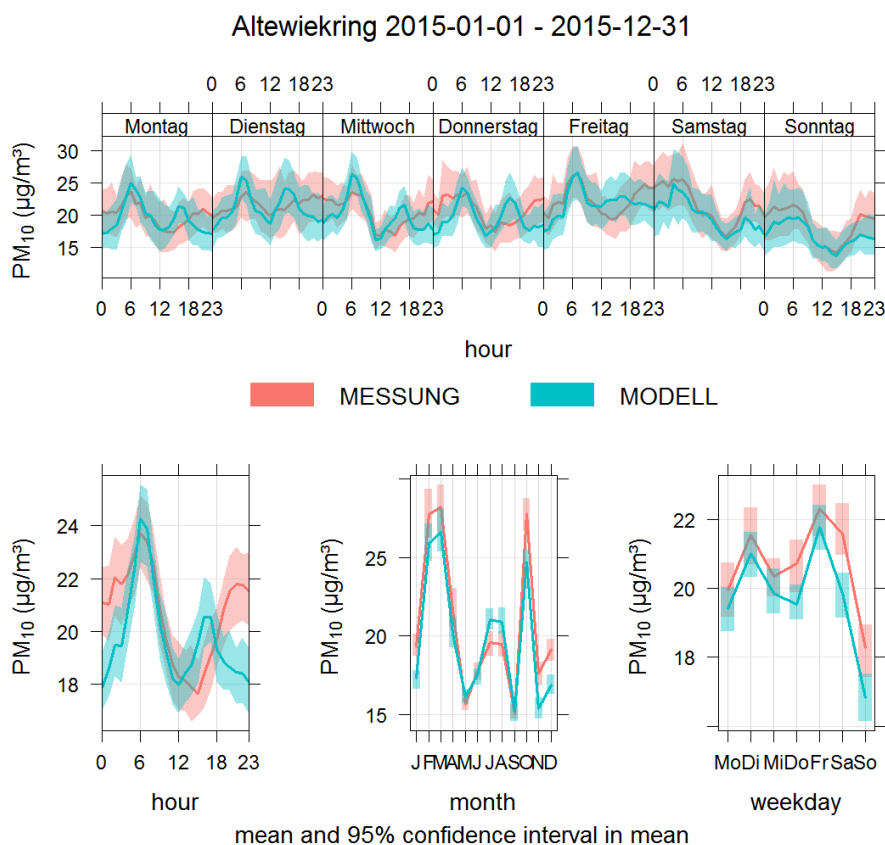 Altewiekring 2015-01-01 - 2015-12-31
0 6 12 1823 0 6 12 1823 0 6 12 1823
Montag Dienstag Mittwoch Donnerstag Freitag Samstag Sonntag
30
25
20
15
PM10 (µg/m³)
0 6 12 1823 0 6 12 1823 0 6 12 1823 0 6 12 1823
hour
MESSUNG MODELL
24
22
20
18
PM10 (µg/m³)
0 6 12 18 23
hour
25
20
15
PM10 (µg/m³)
J F M A M J J A S O N D
month
22
20
18
PM10 (µg/m³)
Mo Di Mi Do Fr Sa So
weekday
mean and 95% confidence interval in mean